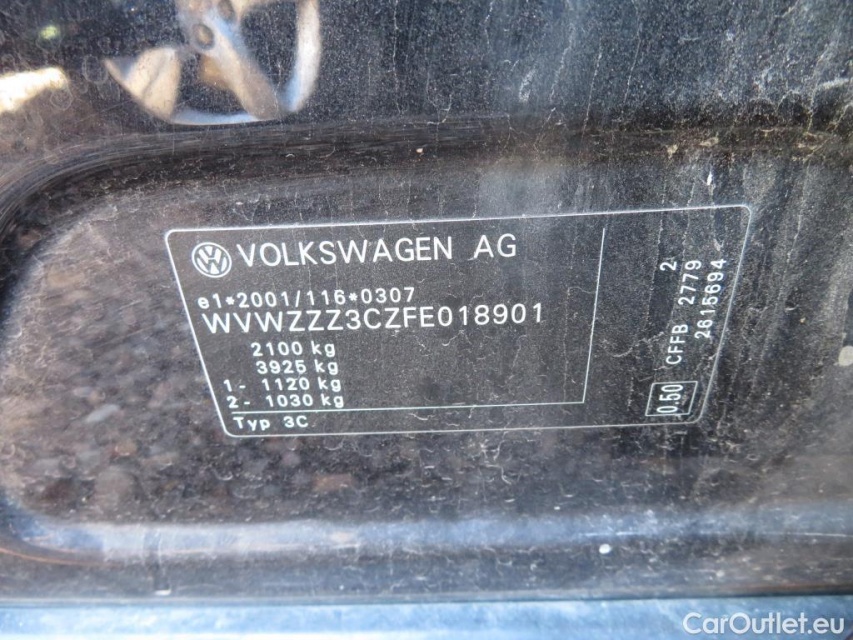 VOLKSWAGEN AG
e1*2001/116*0307
WVWZZZ3CZFE018901
2100 kg
3925 kg
1- 1120 kg
2- 1030 kg
Typ 3C
2
CFFB 2779
2615694
0.50
CarOutlet.eu